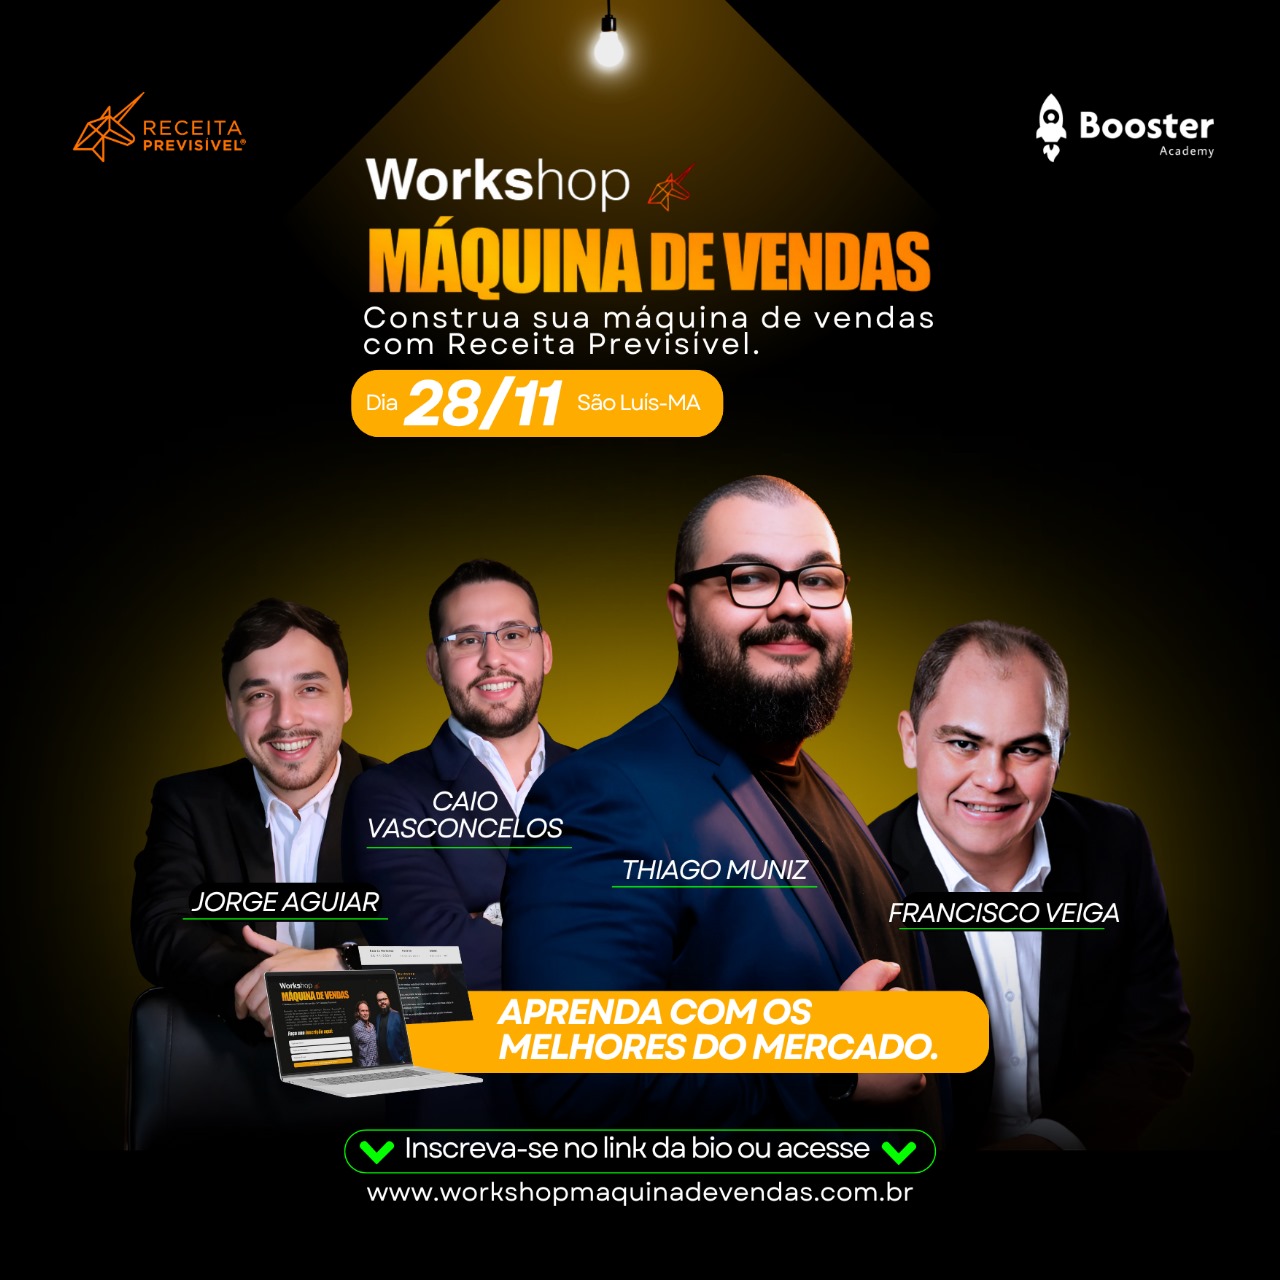 RECEITA
PREVISÍVEL®
Booster
Academy
Workshop
MÁQUINA DE VENDAS
Construa sua máquina de vendas
com Receita Previsível.
Dia 28/11 São Luís-MA
CAIO
VASCONCELOS
THIAGO MUNIZ
JORGE AGUIAR
FRANCISCO VEIGA
Workshop
MÁQUINA DE VENDAS
APRENDA COM OS
MELHORES DO MERCADO.
Inscreva-se no link da bio ou acesse
www.workshopmaquinadevendas.com.br